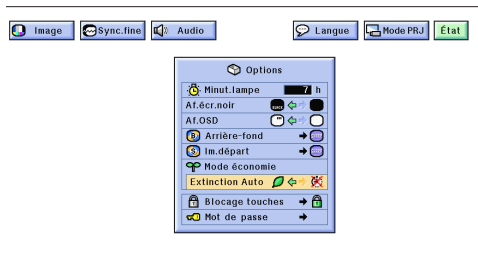 Image Sync.fine Audio Langue Mode PRJ État
Options
Minut.lampe 7 h
Af.écr.noir
Af.OSD
Arrière-fond
Im.départ
Mode économie
Extinction Auto
Blocage touches
Mot de passe